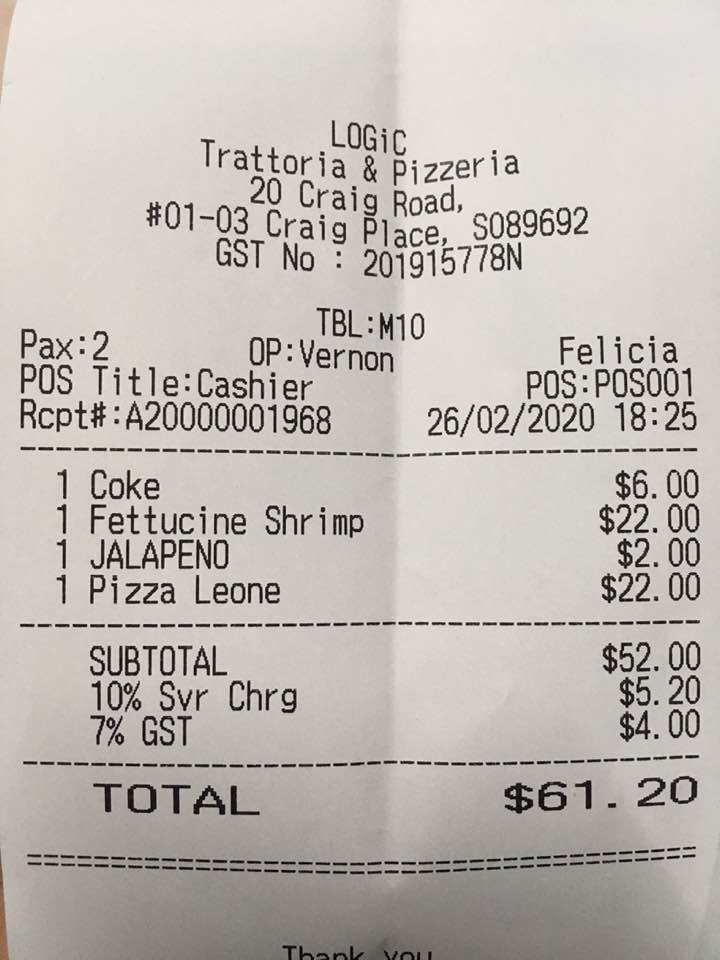 LOGiC
Trattoria & Pizzeria
20 Craig Road,
#01-03 Craig Place, S089692
GST No : 201915778N
TBL:M10
Pax:2 OP:Vernon Felicia
POS Title:Cashier POS:POS001
Rcpt#:A20000001968 26/02/2020 18:25
1 Coke $6.00
1 Fettucine Shrimp $22.00
1 JALAPENO $2.00
1 Pizza Leone $22.00
SUBTOTAL $52.00
10% Svr Chrg $5.20
7% GST $4.00
TOTAL $61.20
Thank you